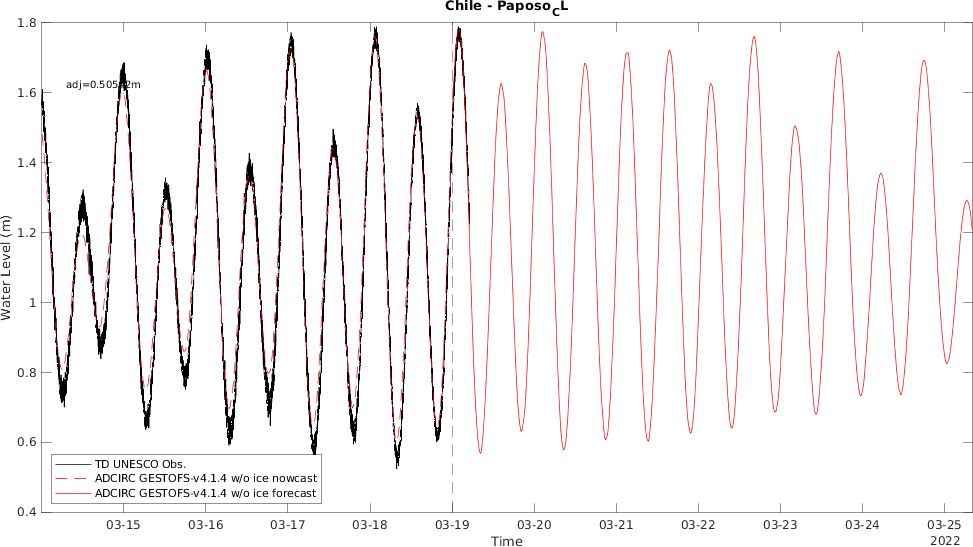 Chile - Paposo_CL
1.8
1.6
1.4
1.2
1
0.8
0.6
0.4
Water Level (m)
TD UNESCO Obs.
ADCIRC GESTOFS-v4.1.4 w/o ice nowcast
ADCIRC GESTOFS-v4.1.4 w/o ice forecast
03-15 03-16 03-17 03-18 03-19 03-20 03-21 03-22 03-23 03-24 03-25
Time
2022